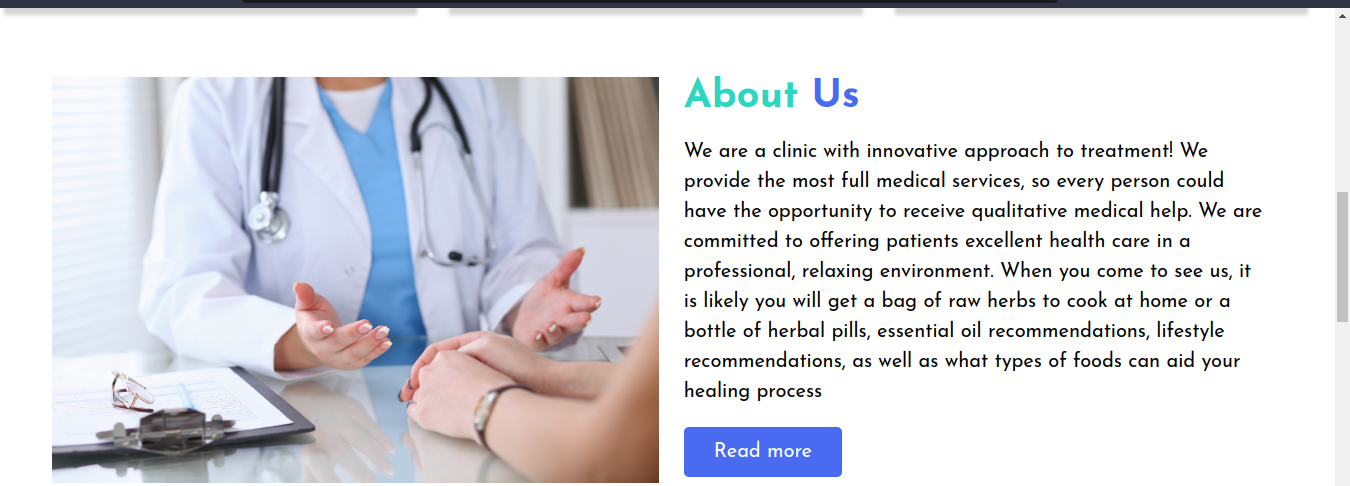 About Us
We are a clinic with innovative approach to treatment! We
provide the most full medical services, so every person could
have the opportunity to receive qualitative medical help. We are
committed to offering patients excellent health care in a
professional, relaxing environment. When you come to see us, it
is likely you will get a bag of raw herbs to cook at home or a
bottle of herbal pills, essential oil recommendations, lifestyle
recommendations, as well as what types of foods can aid your
healing process
Read more